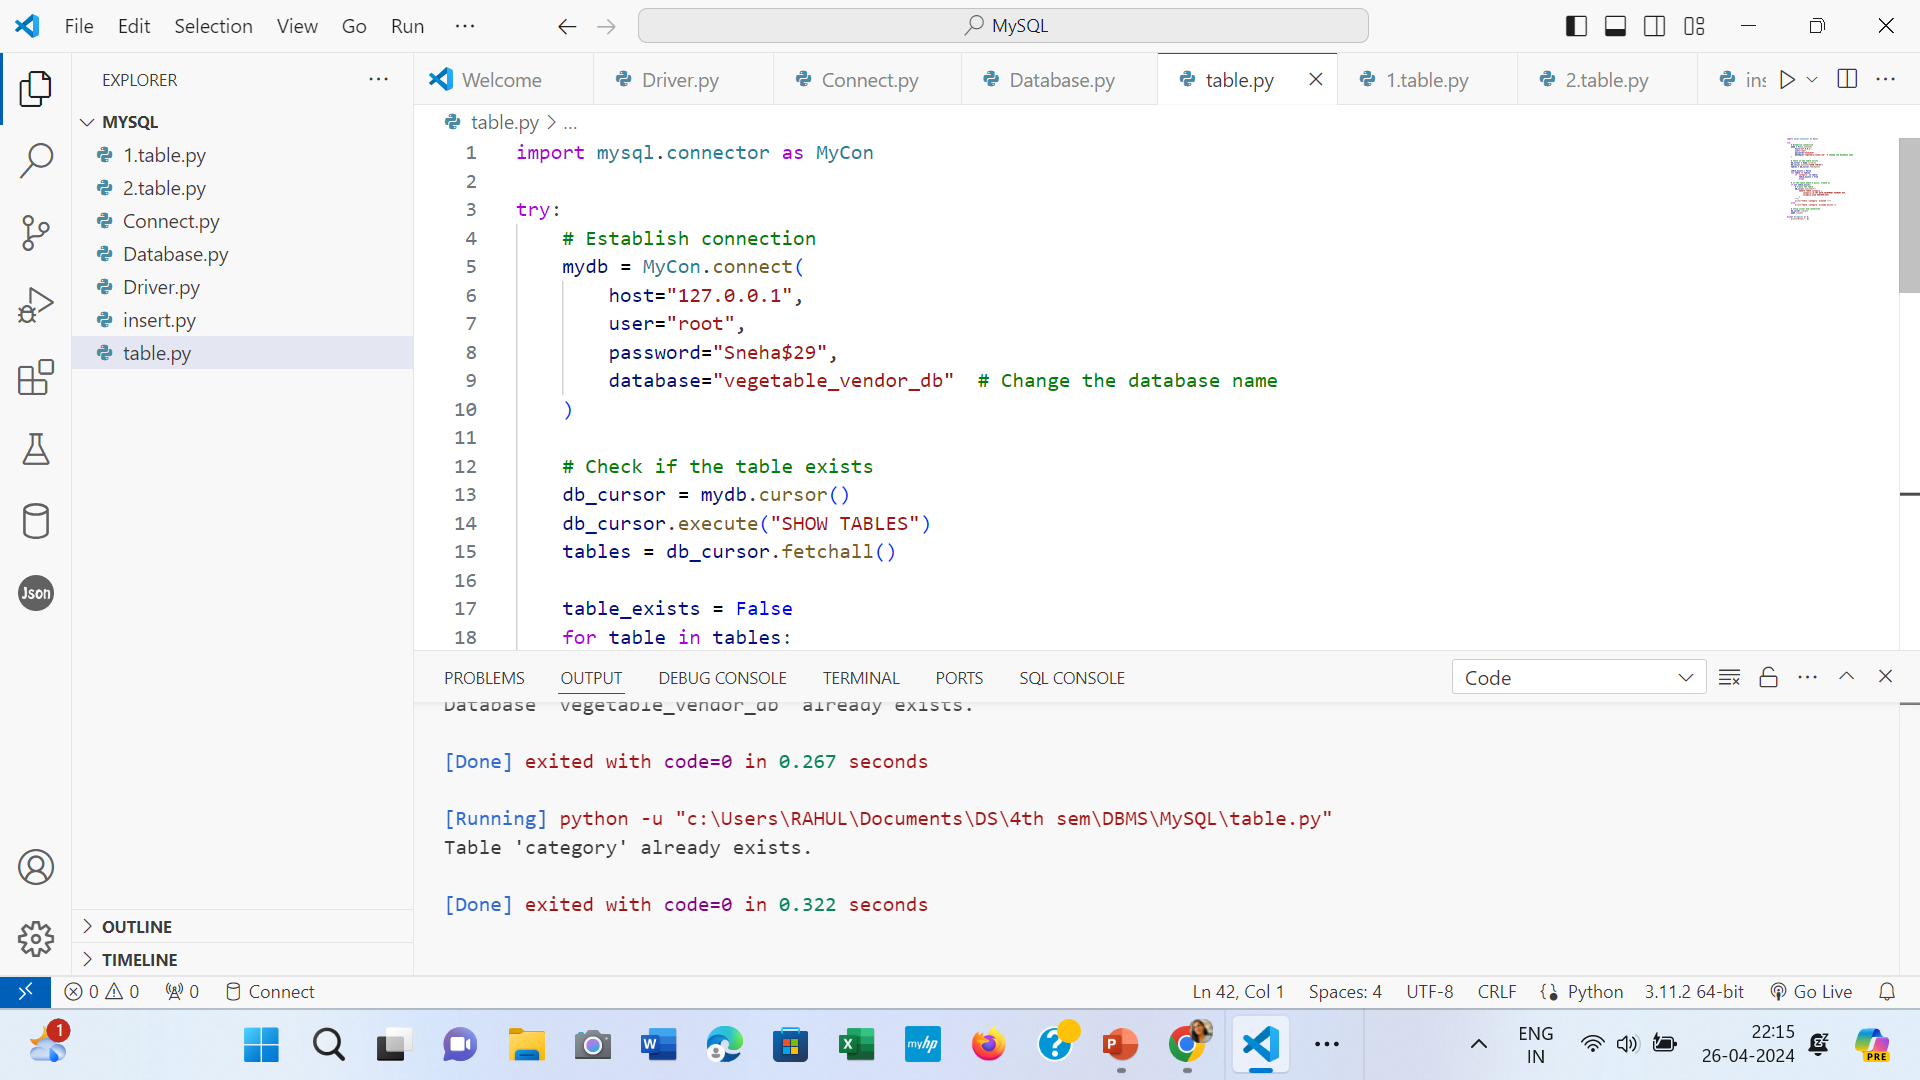 File Edit Selection View Go Run ...
MySQL
EXPLORER
MYSQL
1.table.py
2.table.py
Connect.py
Database.py
Driver.py
insert.py
table.py
OUTLINE
TIMELINE
Json
Welcome Driver.py Connect.py Database.py table.py 1.table.py 2.table.py ins
table.py > ...
1 import mysql.connector as MyCon
2
3 try:
4 # Establish connection
5 mydb = MyCon.connect(
6 host="127.0.0.1",
7 user="root",
8 password="Sneha$29",
9 database="vegetable_vendor_db" # Change the database name
10 )
11
12 # Check if the table exists
13 db_cursor = mydb.cursor()
14 db_cursor.execute("SHOW TABLES")
15 tables = db_cursor.fetchall()
16
17 table_exists = False
18 for table in tables:
PROBLEMS OUTPUT DEBUG CONSOLE TERMINAL PORTS SQL CONSOLE
Code
Database 'vegetable_vendor_db' already exists.
[Done] exited with code=0 in 0.267 seconds
[Running] python -u "c:\Users\RAHUL\Documents\DS\4th sem\DBMS\MySQL\table.py"
Table 'category' already exists.
[Done] exited with code=0 in 0.322 seconds
0 0 0 Connect
Ln 42, Col 1 Spaces: 4 UTF-8 CRLF Python 3.11.2 64-bit Go Live
1
W
X
myhp
?
P
ENG
IN
22:15
26-04-2024
PRE